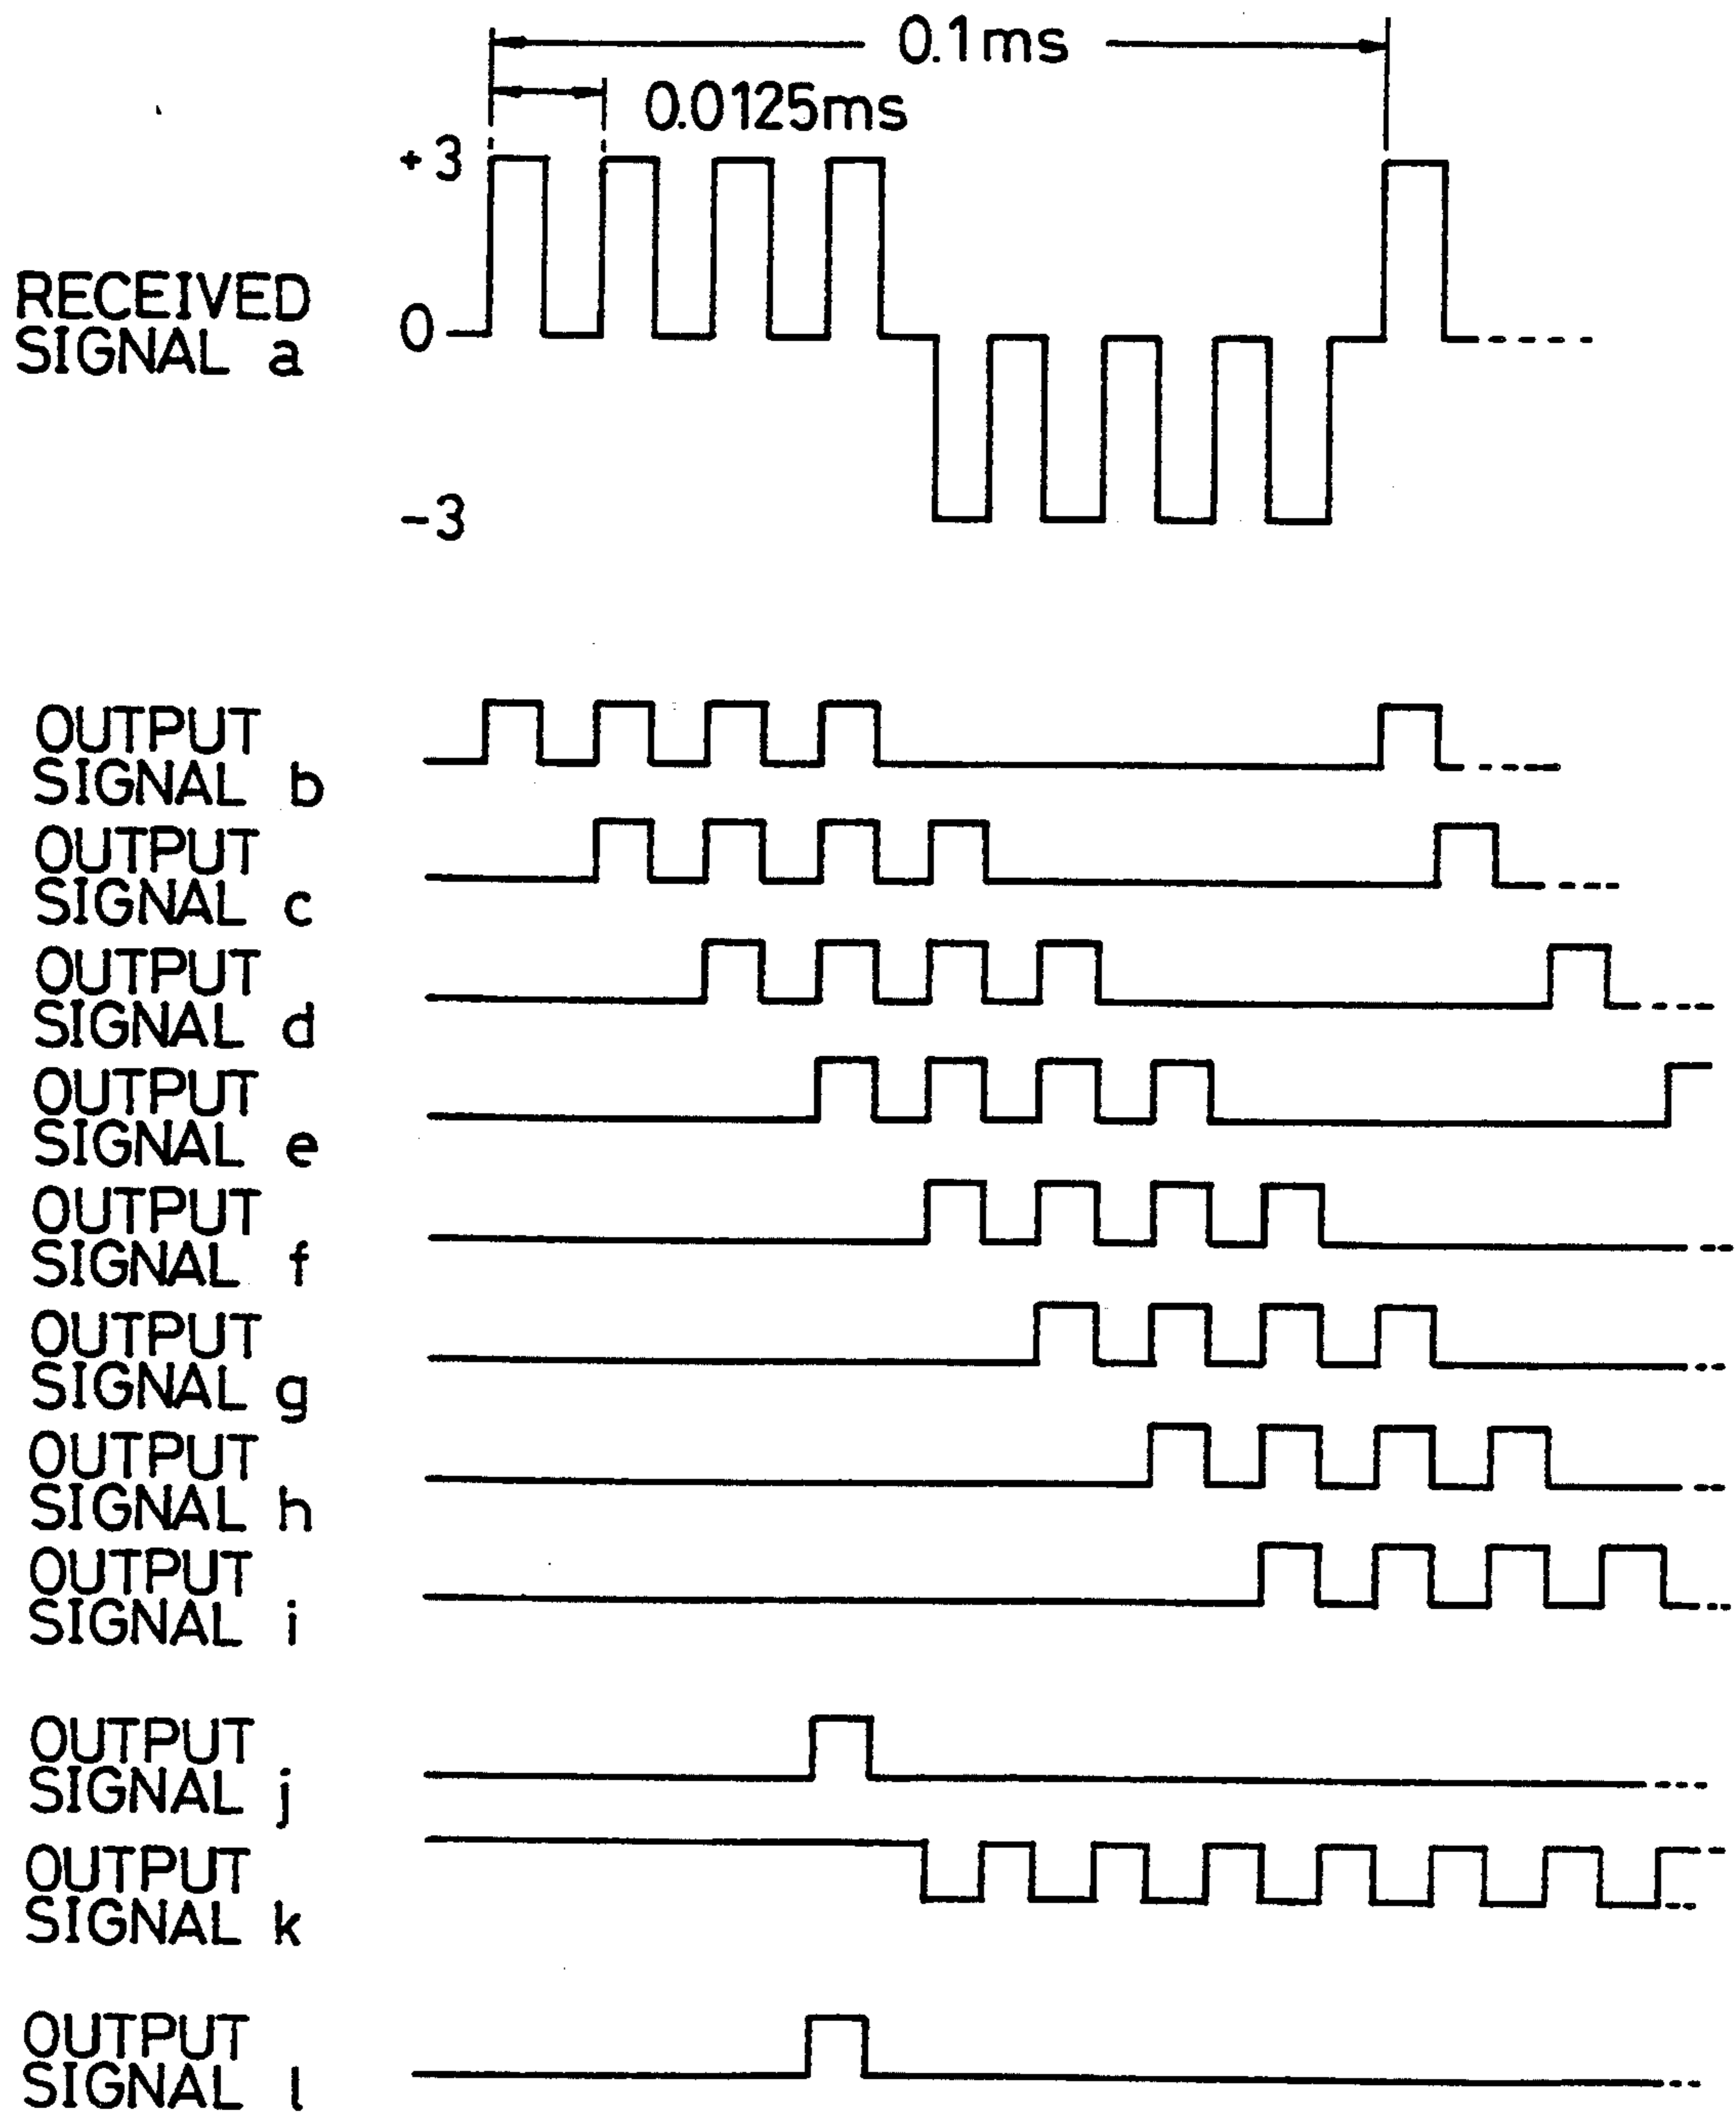 0.1ms
0.0125ms
+3
RECEIVED
SIGNAL a
0
-3
OUTPUT
SIGNAL b
OUTPUT
SIGNAL c
OUTPUT
SIGNAL d
OUTPUT
SIGNAL e
OUTPUT
SIGNAL f
OUTPUT
SIGNAL g
OUTPUT
SIGNAL h
OUTPUT
SIGNAL i
OUTPUT
SIGNAL j
OUTPUT
SIGNAL k
OUTPUT
SIGNAL l